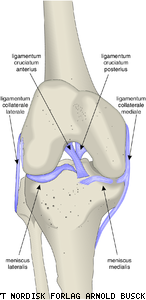 ligamentum
cruciatum
anterius
ligamentum
cruciatum
posterius
ligamentum
collaterale
laterale
ligamentum
collaterale
mediale
meniscus
lateralis
meniscus
medialis
T NORDISK FORLAG ARNOLD BUSCK